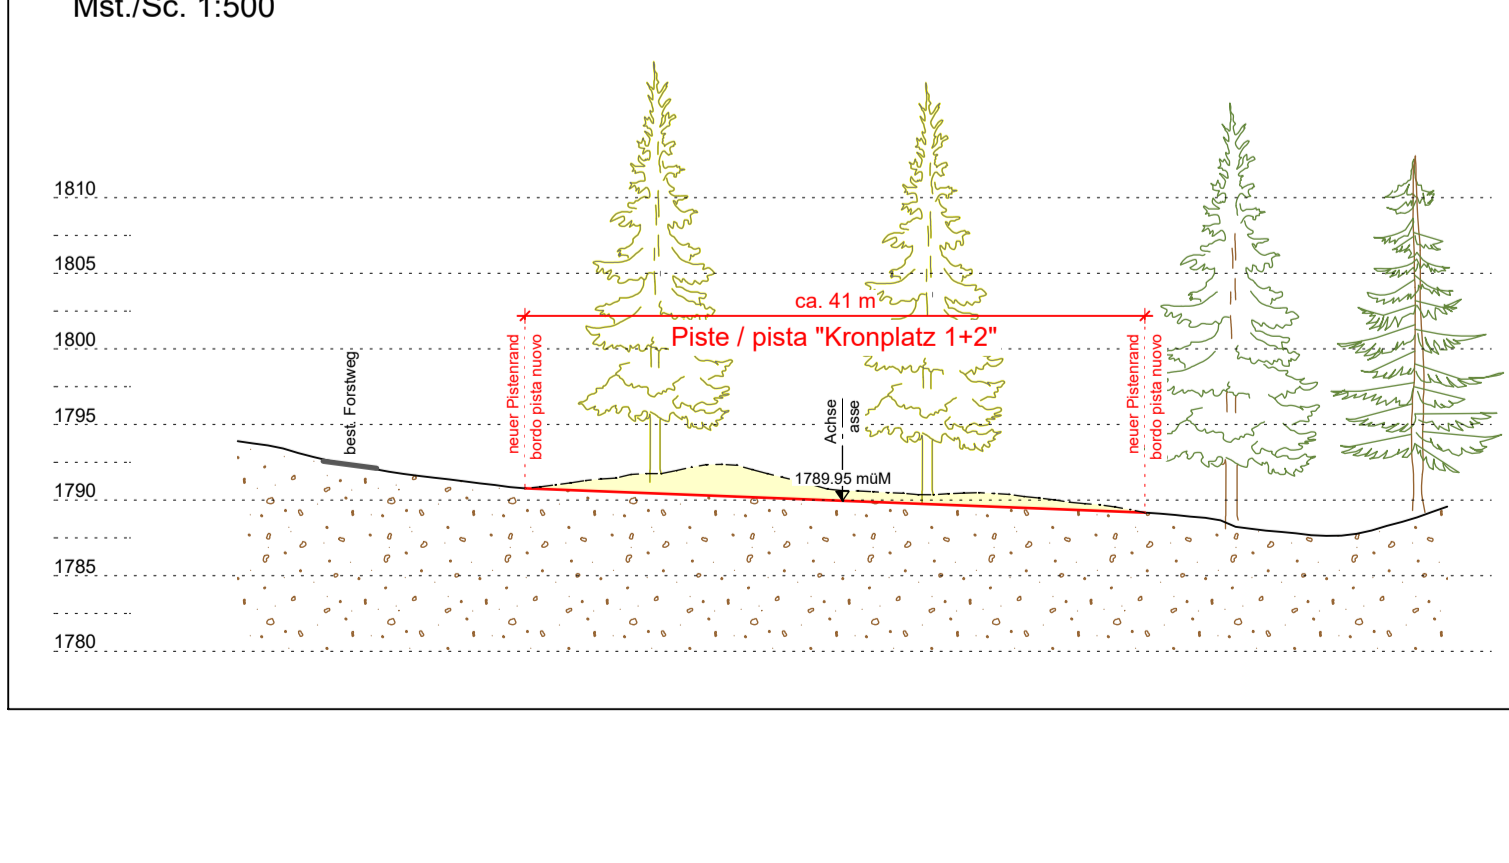 Mst./Sc. 1:500
1810
1805
ca. 41 m
1800
Piste / pista "Kronplatz 1+2"
neuer Pistenrand
bordo pista nuovo
best. Forstweg
Achse
asse
neuer Pistenrand
bordo pista nuovo
1795
1790
1789.95 müM
1785
1780